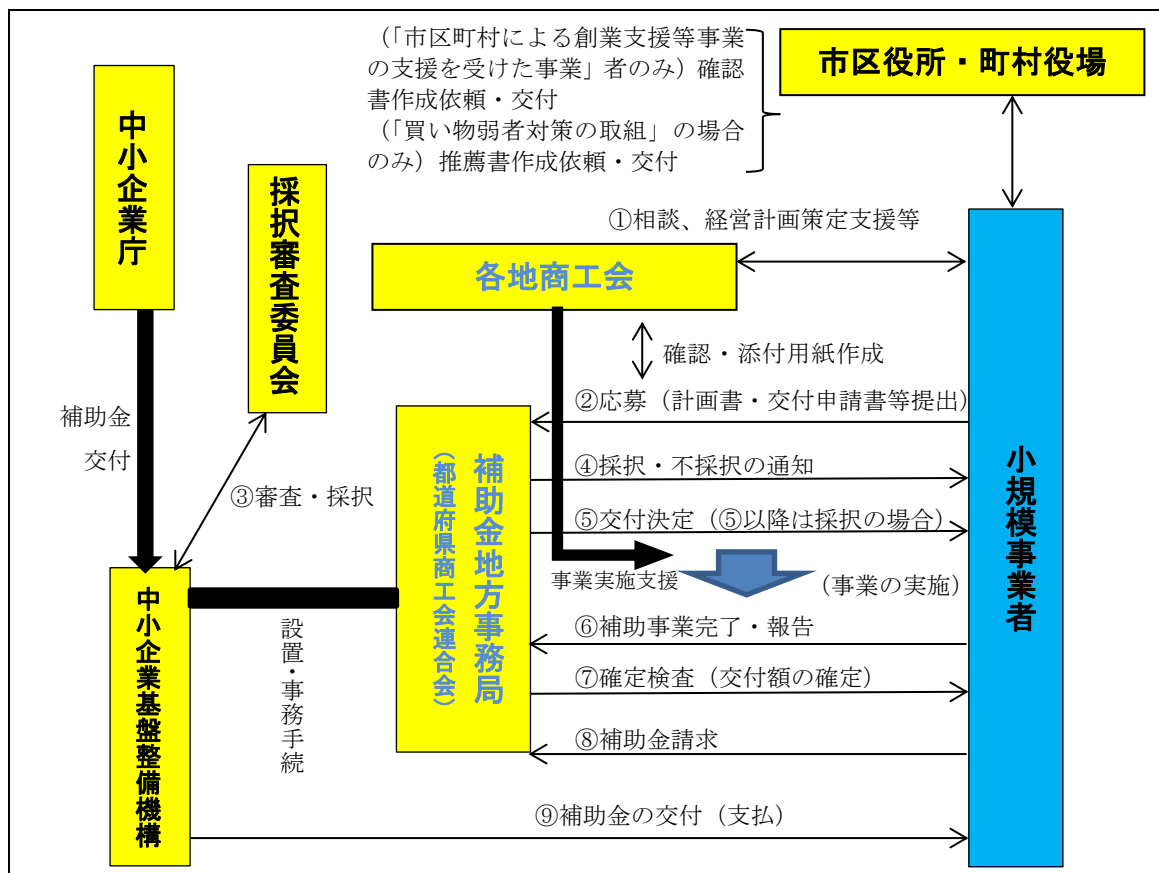 (「市区町村による創業支援等事業
の支援を受けた事業」者のみ)確認
書作成依頼・交付
(「買い物弱者対策の取組」の場合
のみ)推薦書作成依頼・交付
市区役所・町村役場
中小企業庁
採択審査委員会
①相談、経営計画策定支援等
各地商工会
確認・添付用紙作成
②応募(計画書・交付申請書等提出)
補助金
交付
③審査・採択
補助金地方事務局
(都道府県商工会連合会)
④採択・不採択の通知
⑤交付決定(⑤以降は採択の場合)
事業実施支援
(事業の実施)
小規模事業者
⑥補助事業完了・報告
⑦確定検査(交付額の確定)
⑧補助金請求
中小企業基盤整備機構
設置・事務手続
⑨補助金の交付(支払)